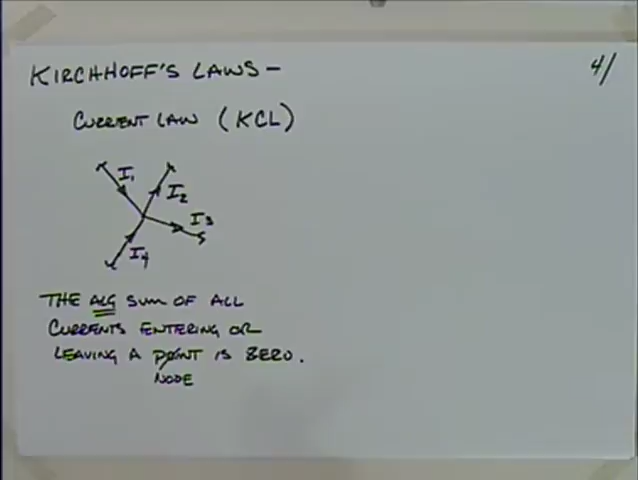 KIRCHHOFF'S LAWS -
4/
CURRENT LAW (KCL)
I1
I2
I3
I4
THE ALG SUM OF ALL
CURRENTS ENTERING OR
LEAVING A POINT IS ZERO.
NODE